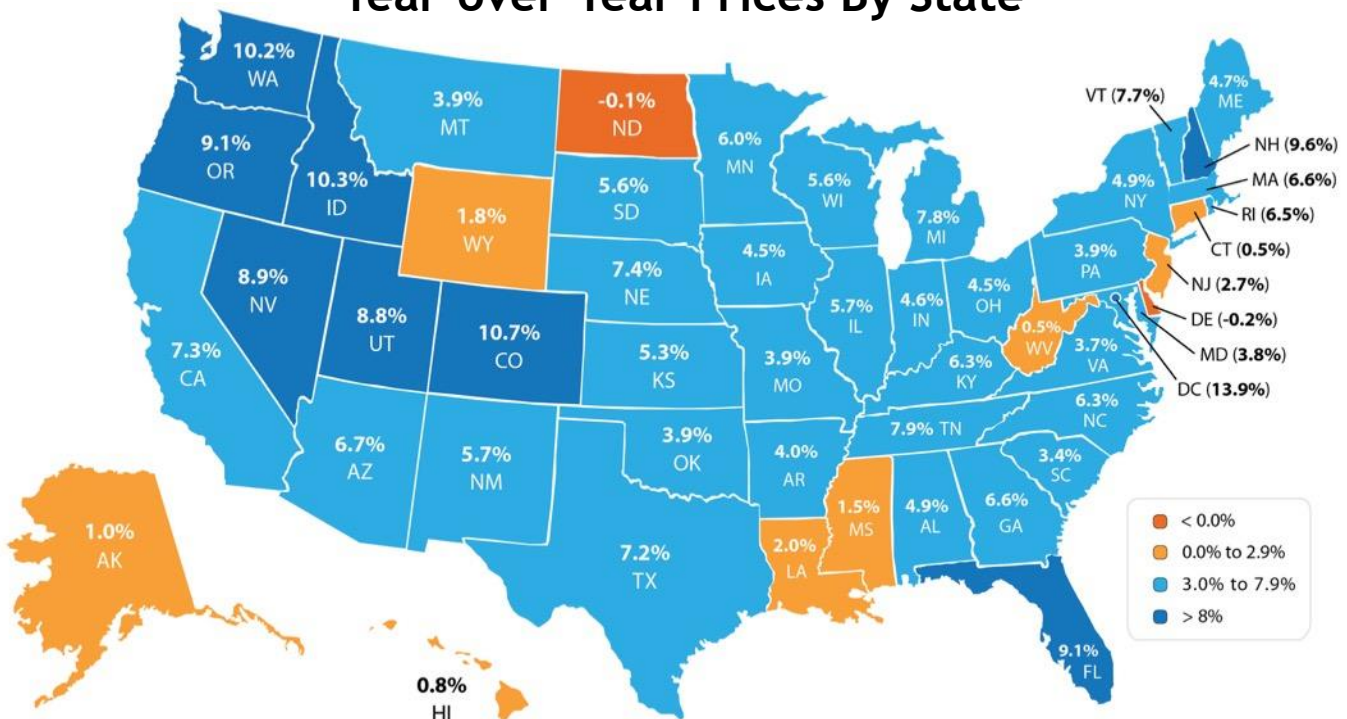 Year-over-Year Prices By State
10.2%
WA
9.1%
OR
10.3%
ID
3.9%
MT
-0.1%
ND
6.0%
MN
5.6%
WI
7.8%
MI
4.7%
ME
VT (7.7%)
NH (9.6%)
MA (6.6%)
RI (6.5%)
CT (0.5%)
NJ (2.7%)
DE (-0.2%)
MD (3.8%)
DC (13.9%)
4.9%
NY
3.9%
PA
1.8%
WY
5.6%
SD
7.4%
NE
4.5%
IA
5.7%
IL
4.6%
IN
4.5%
OH
0.5%
WV
3.7%
VA
8.9%
NV
8.8%
UT
10.7%
CO
5.3%
KS
3.9%
MO
6.3%
KY
6.3%
NC
7.9% TN
7.3%
CA
6.7%
AZ
5.7%
NM
3.9%
OK
4.0%
AR
3.4%
SC
1.5%
MS
4.9%
AL
6.6%
GA
7.2%
TX
2.0%
LA
9.1%
FL
1.0%
AK
0.8%
HI
< 0.0%
0.0% to 2.9%
3.0% to 7.9%
> 8%